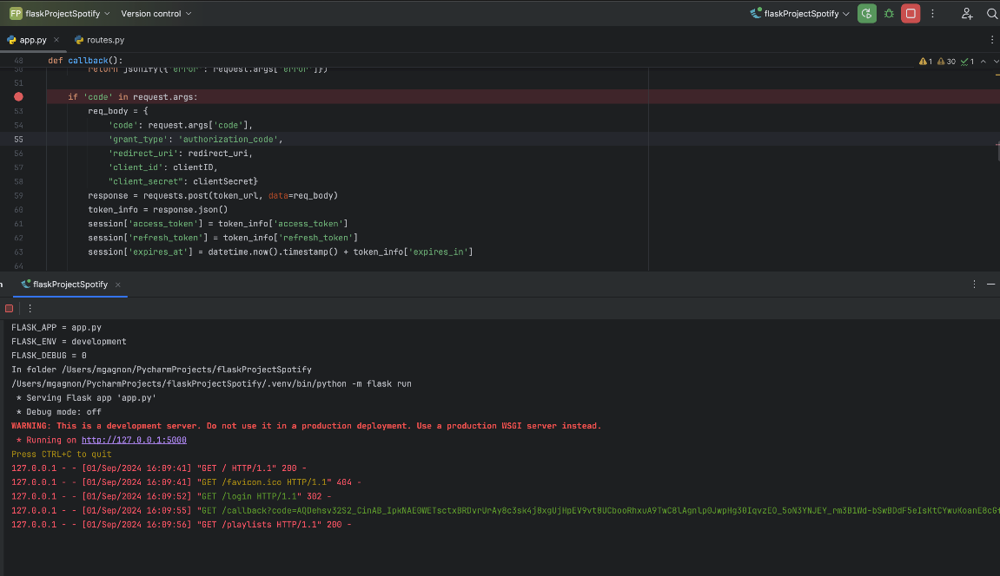 FP flaskProjectSpotify Version control flaskProjectSpotify
app.py routes.py
48 def callback(): 1 30 1
50 return jsonify({'error': request.args['error']})
51
if 'code' in request.args:
53 req_body = {
54 'code': request.args['code'],
55 'grant_type': 'authorization_code',
56 'redirect_uri': redirect_uri,
57 'client_id': clientID,
58 "client_secret": clientSecret}
59 response = requests.post(token_url, data=req_body)
60 token_info = response.json()
61 session['access_token'] = token_info['access_token']
62 session['refresh_token'] = token_info['refresh_token']
63 session['expires_at'] = datetime.now().timestamp() + token_info['expires_in']
64
n flaskProjectSpotify
FLASK_APP = app.py
FLASK_ENV = development
FLASK_DEBUG = 0
In folder /Users/mgagnon/PycharmProjects/flaskProjectSpotify
/Users/mgagnon/PycharmProjects/flaskProjectSpotify/.venv/bin/python -m flask run
* Serving Flask app 'app.py'
* Debug mode: off
WARNING: This is a development server. Do not use it in a production deployment. Use a production WSGI server instead.
* Running on http://127.0.0.1:5000
Press CTRL+C to quit
127.0.0.1 - - [01/Sep/2024 16:09:41] "GET / HTTP/1.1" 200 -
127.0.0.1 - - [01/Sep/2024 16:09:41] "GET /favicon.ico HTTP/1.1" 404 -
127.0.0.1 - - [01/Sep/2024 16:09:52] "GET /login HTTP/1.1" 302 -
127.0.0.1 - - [01/Sep/2024 16:09:55] "GET
127.0.0.1 - - [01/Sep/2024 16:09:56] "GET /playlists HTTP/1.1" 200 -